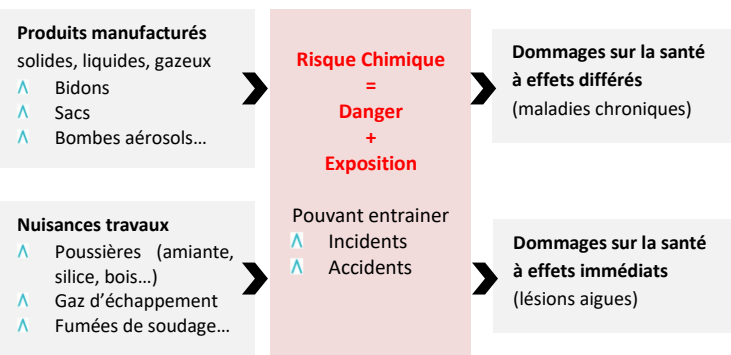 Produits manufacturés
solides, liquides, gazeux
Bidons
Sacs
Bombes aérosols…
Nuisances travaux
Poussières (amiante,
silice, bois…)
Gaz d'échappement
Fumées de soudage…
Risque Chimique
=
Danger
+
Exposition
Pouvant entrainer
Incidents
Accidents
Dommages sur la santé
à effets différés
(maladies chroniques)
Dommages sur la santé
à effets immédiats
(lésions aigues)